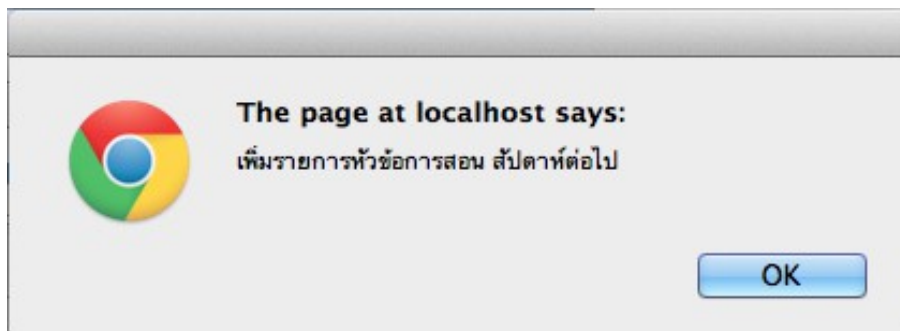 The page at localhost says:
เพิ่มรายการหัวข้อการสอน สัปดาห์ต่อไป
OK